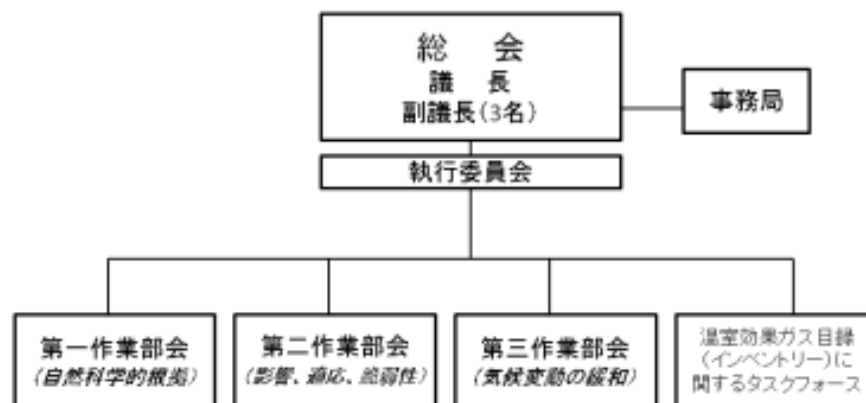 総 会
議 長
副議長(3名)
事務局
執行委員会
第一作業部会
(自然科学的根拠)
第二作業部会
(影響、適応、脆弱性)
第三作業部会
(気候変動の緩和)
温室効果ガス目録
(インベントリー)に
関するタスクフォース